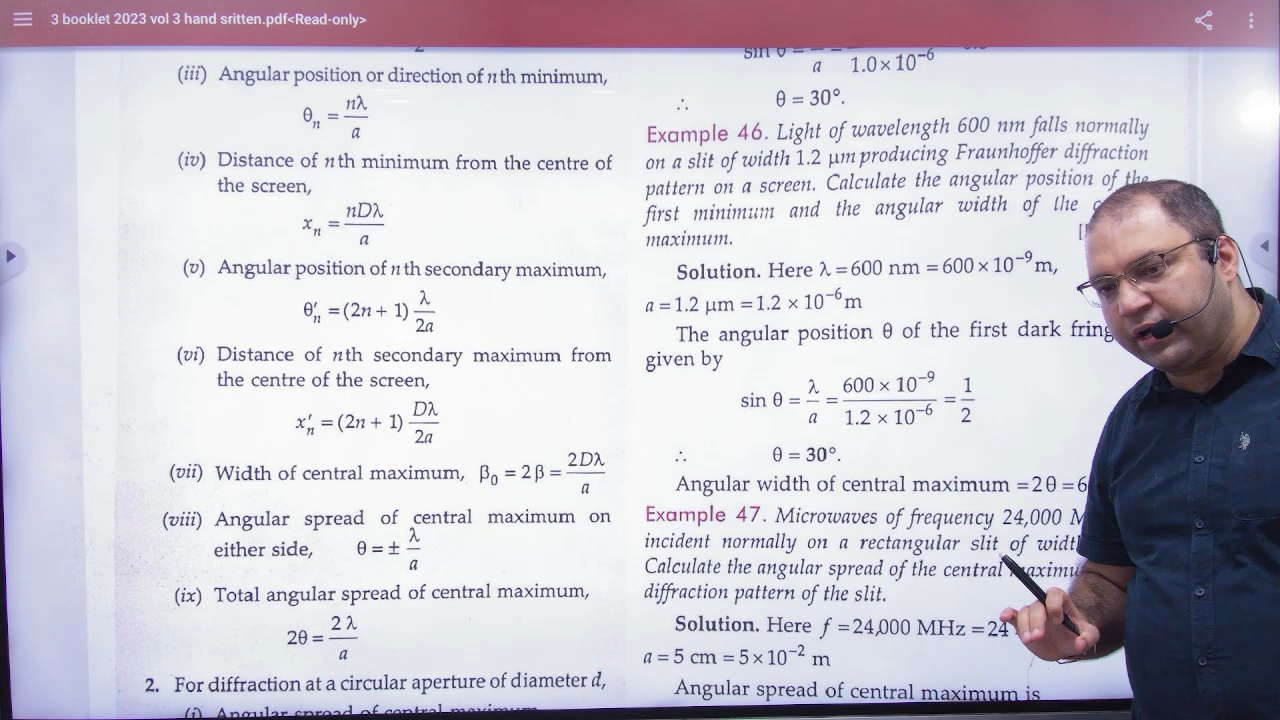 3 booklet 2023 vol 3 hand sritten.pdf<Read-only>
(iii) Angular position or direction of nth minimum,
θₙ = nλ/a
(iv) Distance of nth minimum from the centre of
the screen,
xₙ = nDλ/a
(v) Angular position of nth secondary maximum,
θ′ₙ = (2n + 1) λ/2a
(vi) Distance of nth secondary maximum from
the centre of the screen,
x′ₙ = (2n + 1) Dλ/2a
(vii) Width of central maximum, β₀ = 2β = 2Dλ/a
(viii) Angular spread of central maximum on
either side, θ = ± λ/a
(ix) Total angular spread of central maximum,
2θ = 2λ/a
2. For diffraction at a circular aperture of diameter d,
(i) Angular spread of central maximum
sin θ = a 1.0 × 10⁻⁶
∴ θ = 30°.
Example 46. Light of wavelength 600 nm falls normally
on a slit of width 1.2 μm producing Fraunhoffer diffraction
pattern on a screen. Calculate the angular position of the
first minimum and the angular width of the
maximum.
Solution. Here λ = 600 nm = 600 × 10⁻⁹ m,
a = 1.2 μm = 1.2 × 10⁻⁶ m
The angular position θ of the first dark fring
given by
sin θ = λ/a = 600 × 10⁻⁹/1.2 × 10⁻⁶ = 1/2
∴ θ = 30°.
Angular width of central maximum = 2θ = 6
Example 47. Microwaves of frequency 24,000 M
incident normally on a rectangular slit of widt
Calculate the angular spread of the central maximu
diffraction pattern of the slit.
Solution. Here f = 24,000 MHz = 24
a = 5 cm = 5 × 10⁻² m
Angular spread of central maximum is